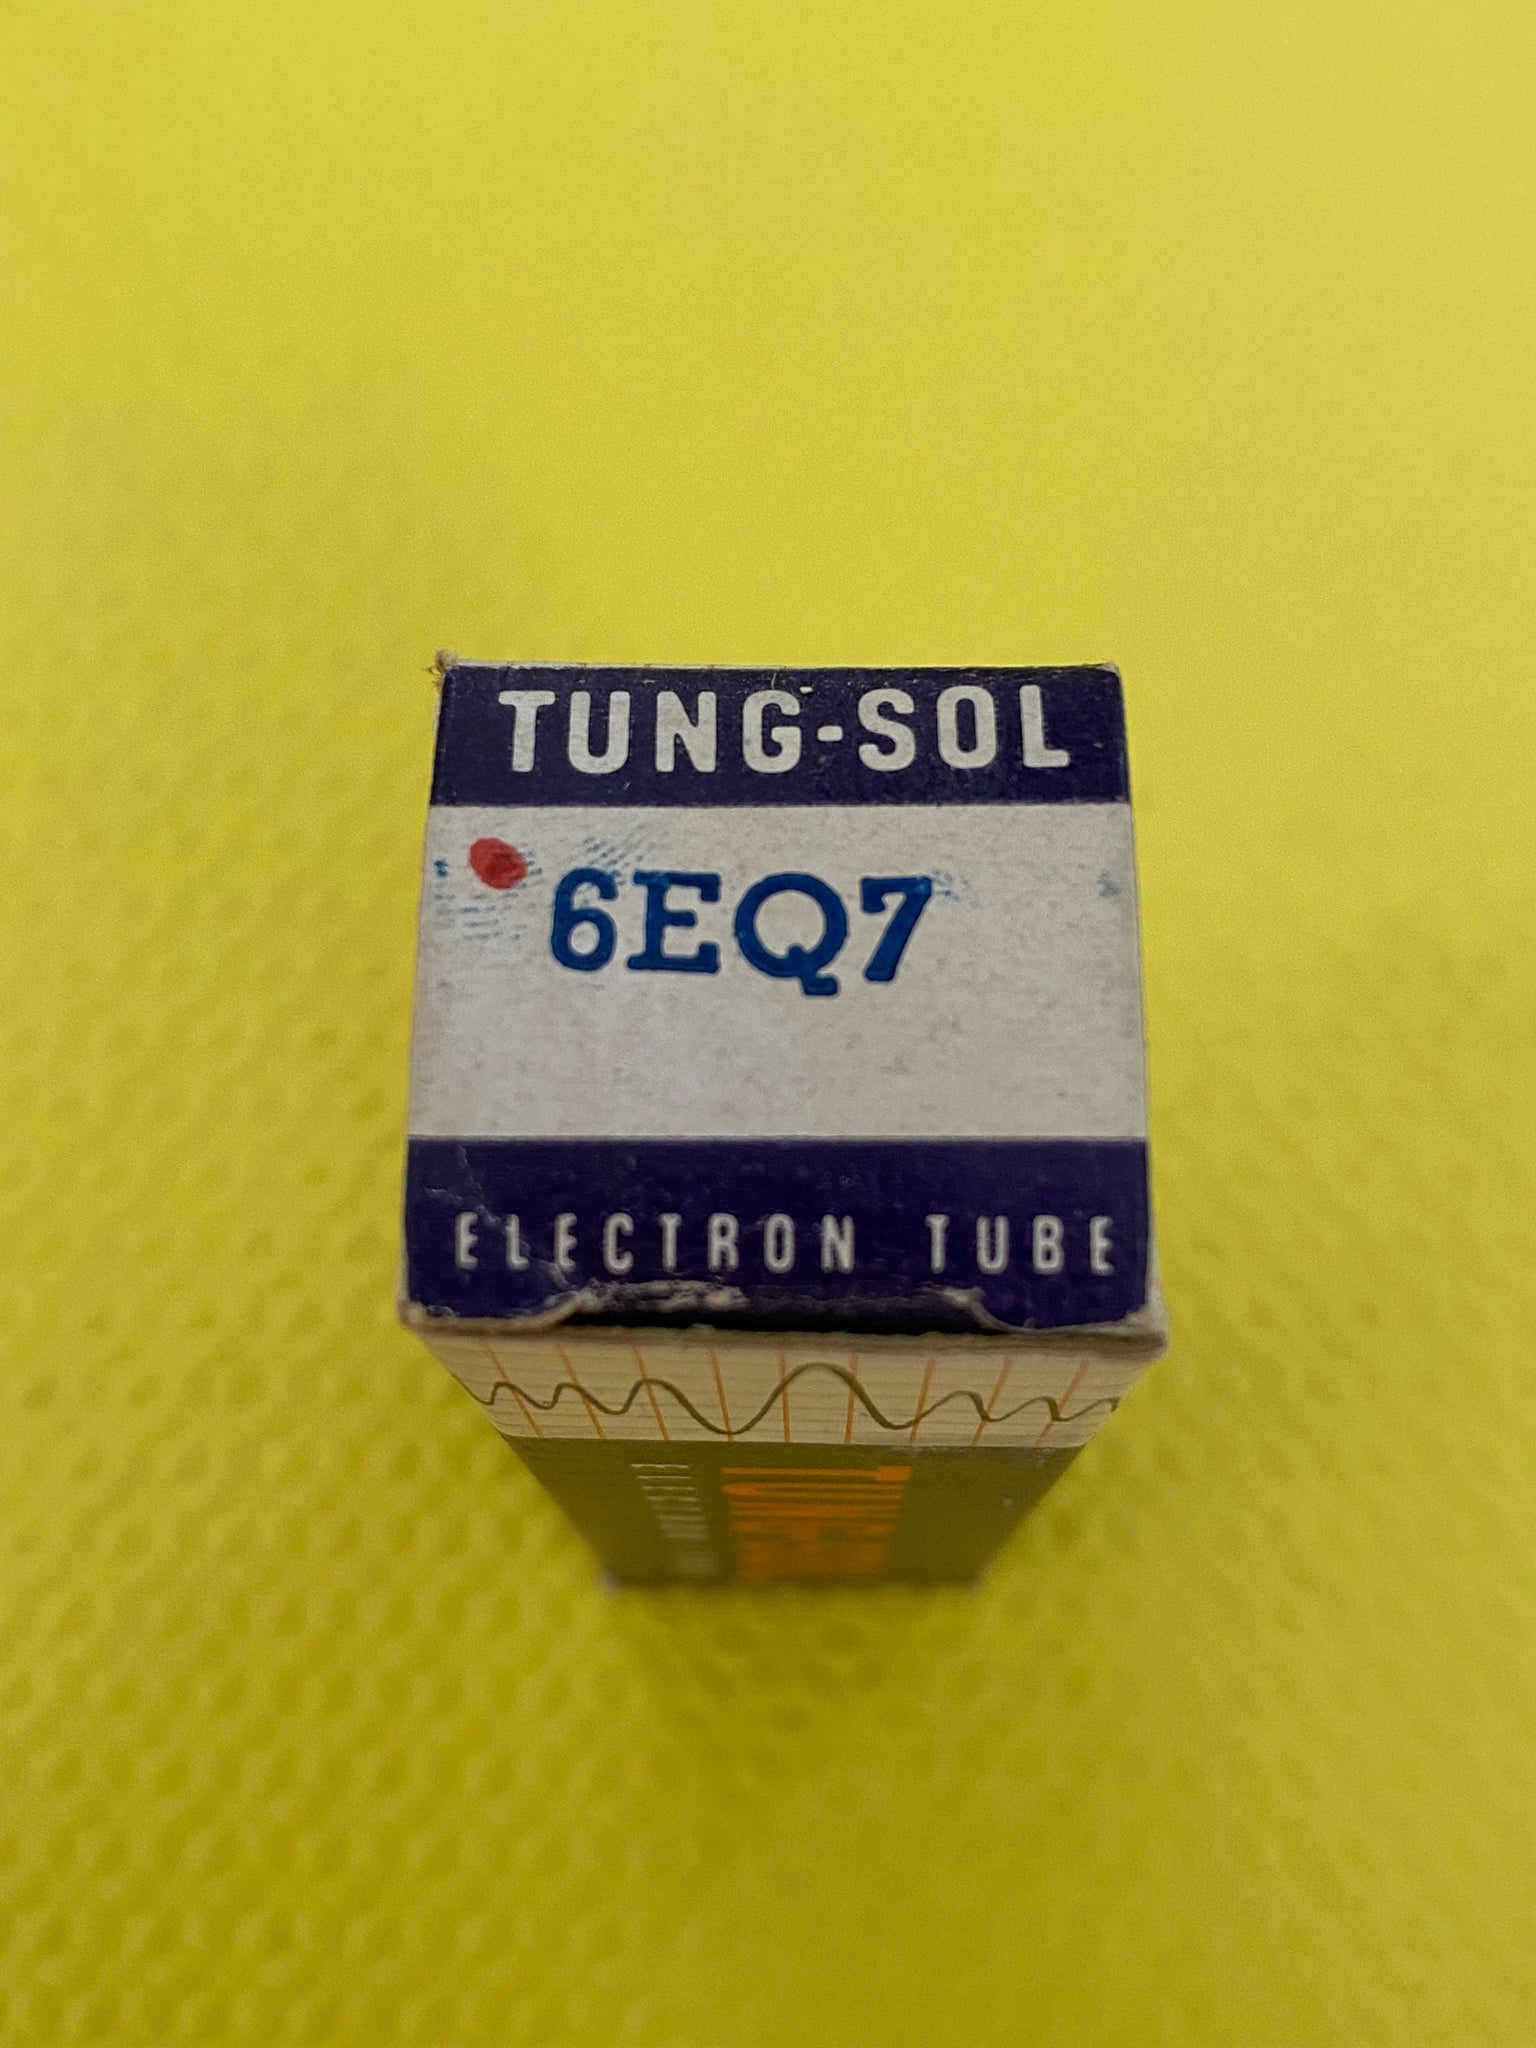 TUNG-SOL
6EQ7
ELECTRON TUBE